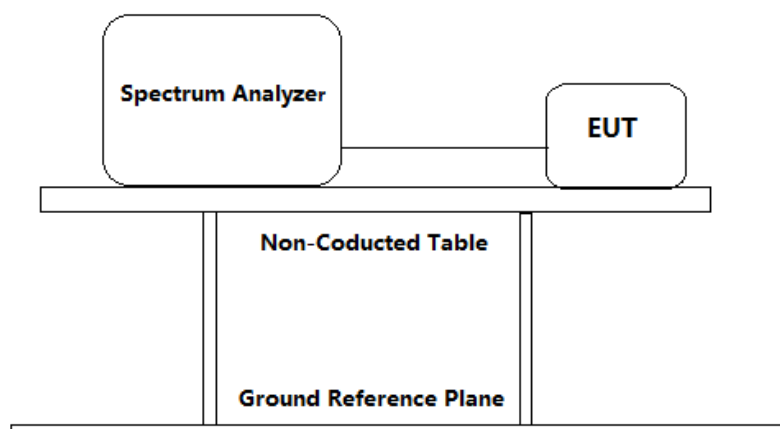 Spectrum Analyzer
EUT
Non-Coducted Table
Ground Reference Plane